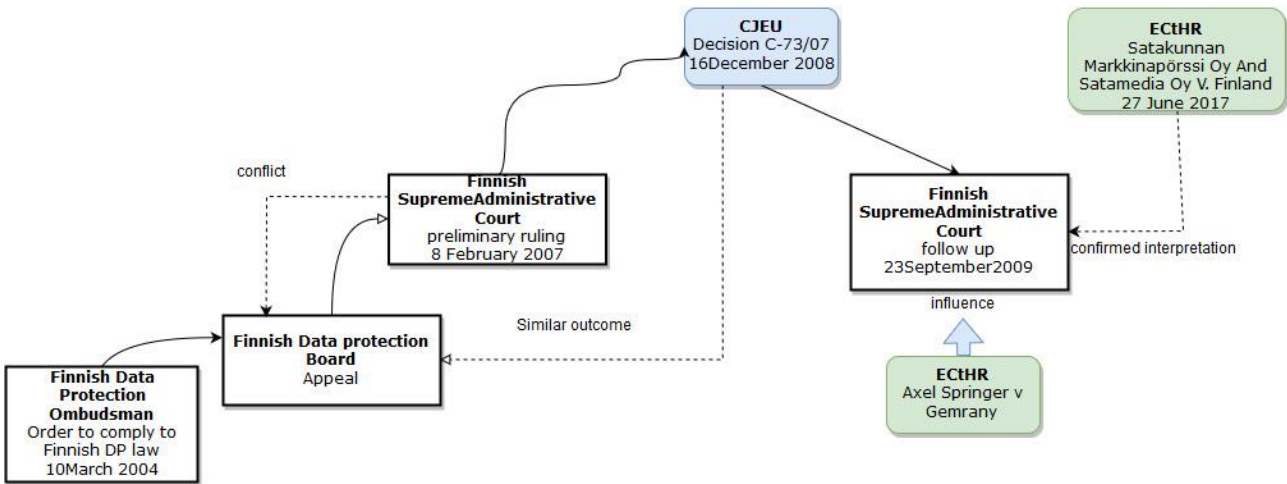 CJEU
Decision C-73/07
16December 2008
ECtHR
Satakunnan
Markkinapörssi Oy And
Satamedia Oy V. Finland
27 June 2017
conflict
Finnish
SupremeAdministrative
Court
preliminary ruling
8 February 2007
Finnish
SupremeAdministrative
Court
follow up
23September2009
confirmed interpretation
influence
Similar outcome
Finnish Data protection
Board
Appeal
ECtHR
Axel Springer v
Gemrany
Finnish Data
Protection
Ombudsman
Order to comply to
Finnish DP law
10March 2004